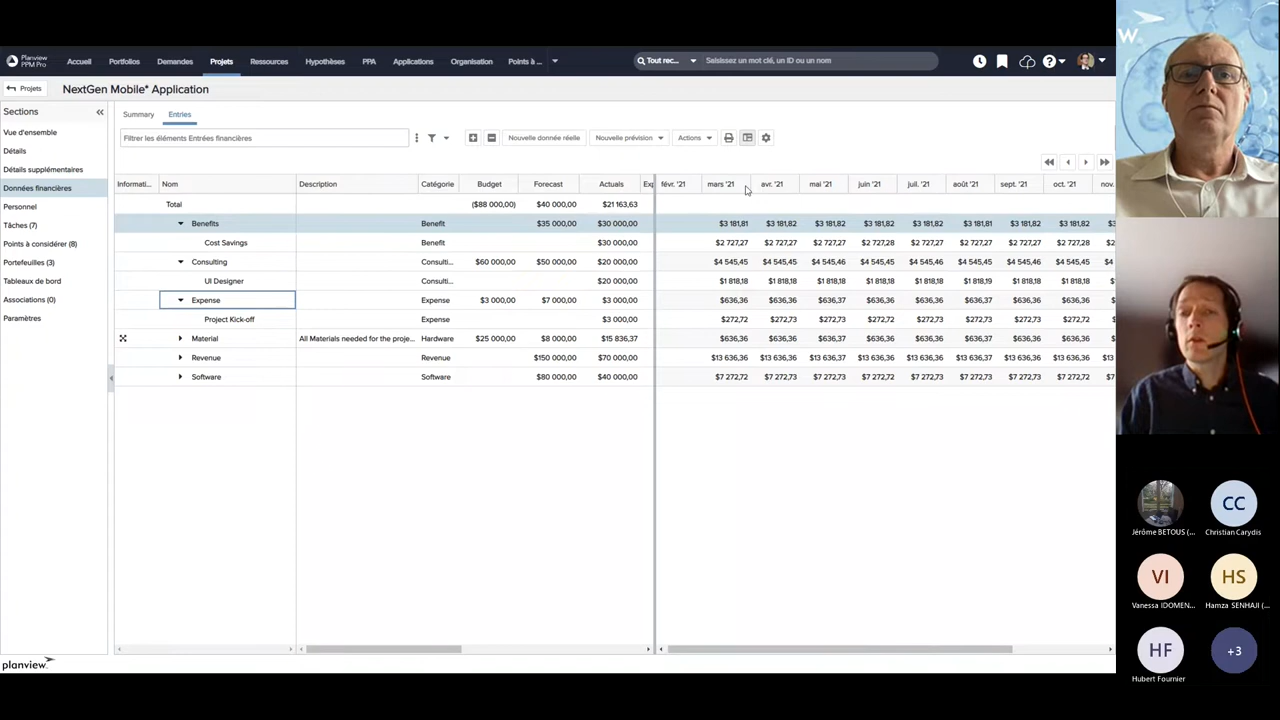 Planview PPM Pro Accueil Portfolios Demandes Projets Ressources Hypothèses PPA Applications Organisation Points à ... Tout rec... Saisissez un mot clé, un ID ou un nom
Projets NextGen Mobile* Application
Sections
Vue d'ensemble
Détails
Détails supplémentaires
Données financières
Personnel
Tâches (7)
Points à considérer (8)
Portefeuilles (3)
Tableaux de bord
Associations (0)
Paramètres
Summary Entries
Filtrer les éléments Entrées financières Nouvelle donnée réelle Nouvelle prévision Actions
Informati... Nom Description Catégorie Budget Forecast Actuals Exp févr. '21 mars '21 avr. '21 mai '21 juin '21 juil. '21 août '21 sept. '21 oct. '21 nov.
Total ($88 000,00) $40 000,00 $21 163,63
Benefits Benefit $35 000,00 $30 000,00 $3 181,81 $3 181,82 $3 181,82 $3 181,82 $3 181,82 $3 181,81 $3 181,82 $3 181,82 $3
Cost Savings Benefit $30 000,00 $2 727,27 $2 727,27 $2 727,27 $2 727,28 $2 727,27 $2 727,27 $2 727,27 $2 727,28 $2
Consulting Consulti... $60 000,00 $50 000,00 $20 000,00 $4 545,45 $4 545,45 $4 545,46 $4 545,45 $4 545,46 $4 545,45 $4 545,46 $4 545,45 $4
UI Designer Consulti... $20 000,00 $1 818,18 $1 818,18 $1 818,18 $1 818,18 $1 818,18 $1 818,19 $1 818,18 $1 818,18 $1
Expense Expense $3 000,00 $7 000,00 $3 000,00 $636,36 $636,36 $636,37 $636,36 $636,37 $636,36 $636,37 $636,36 $
Project Kick-off Expense $3 000,00 $272,72 $272,73 $272,73 $272,72 $272,73 $272,73 $272,73 $272,72 $
Material All Materials needed for the proje... Hardware $25 000,00 $8 000,00 $15 836,37 $636,36 $636,36 $636,37 $636,36 $636,37 $636,36 $636,37 $636,36 $
Revenue Revenue $150 000,00 $70 000,00 $13 636,36 $13 636,36 $13 636,37 $13 636,36 $13 636,37 $13 636,36 $13 636,37 $13 636,36 $13
Software Software $80 000,00 $40 000,00 $7 272,72 $7 272,73 $7 272,73 $7 272,72 $7 272,73 $7 272,73 $7 272,73 $7 272,72 $7
planview.
Jérôme BETOUS (...
CC
Christian Carydis
VI
Vanessa IDOMEN...
HS
Hamza SENHAJI (...
HF
Hubert Fournier
+3